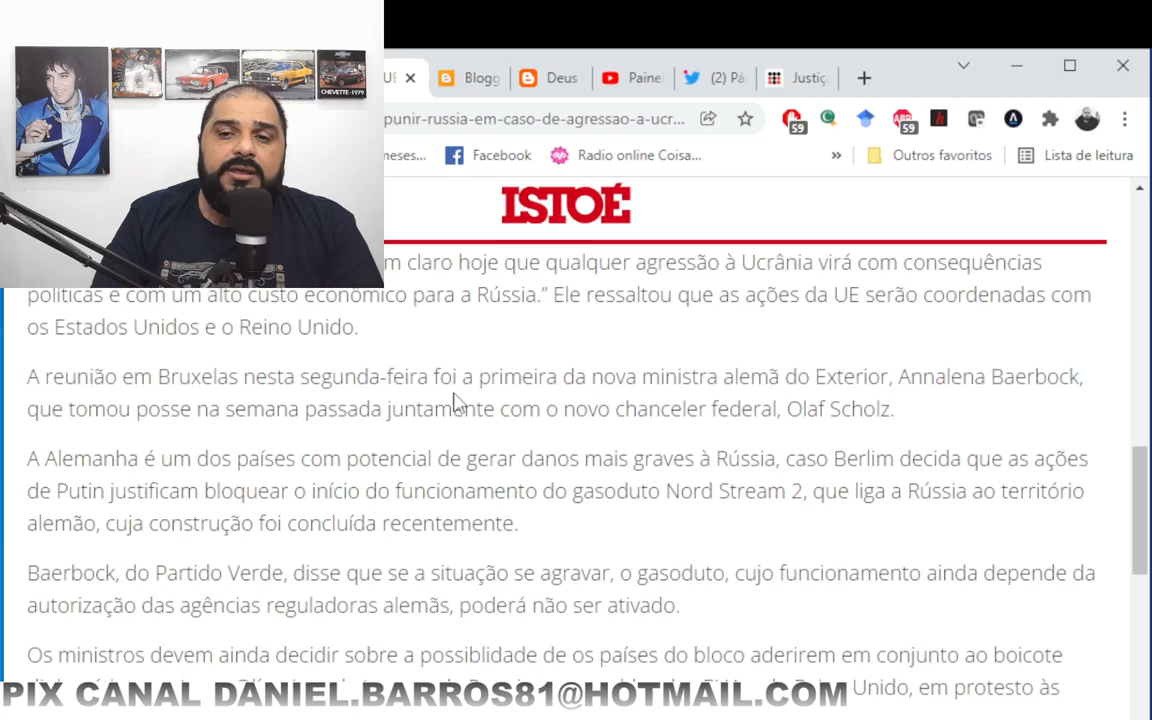 CHEVETTE - 1979
UE
Blogg
Deus
Paine
(2) Pá
Justiç
punir-russia-em-caso-de-agressao-a-ucr...
59
59
meses...
Facebook
Radio online Coisa...
»
Outros favoritos
Lista de leitura
ISTOÉ
m claro hoje que qualquer agressão à Ucrânia virá com consequências
políticas e com um alto custo econômico para a Rússia.” Ele ressaltou que as ações da UE serão coordenadas com
os Estados Unidos e o Reino Unido.
A reunião em Bruxelas nesta segunda-feira foi a primeira da nova ministra alemã do Exterior, Annalena Baerbock,
que tomou posse na semana passada juntamente com o novo chanceler federal, Olaf Scholz.
A Alemanha é um dos países com potencial de gerar danos mais graves à Rússia, caso Berlim decida que as ações
de Putin justificam bloquear o início do funcionamento do gasoduto Nord Stream 2, que liga a Rússia ao território
alemão, cuja construção foi concluída recentemente.
Baerbock, do Partido Verde, disse que se a situação se agravar, o gasoduto, cujo funcionamento ainda depende da
autorização das agências reguladoras alemãs, poderá não ser ativado.
Os ministros devem ainda decidir sobre a possiblidade de os países do bloco aderirem em conjunto ao boicote
Unido, em protesto às
PIX CANAL DANIEL.BARROS81@HOTMAIL.COM